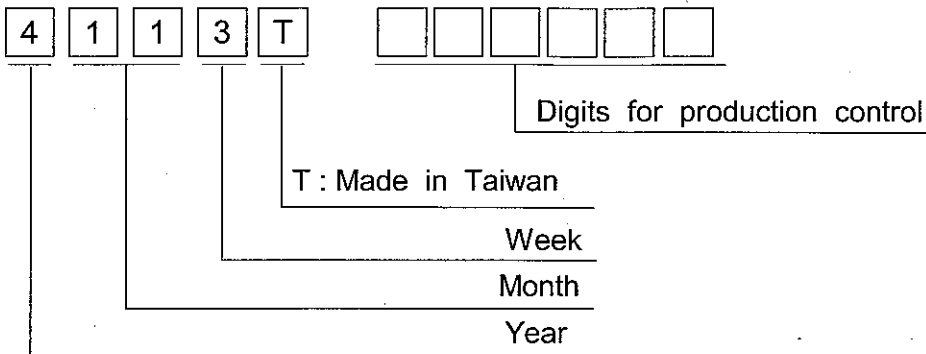 4 1 1 3 T
Digits for production control
T : Made in Taiwan
Week
Month
Year